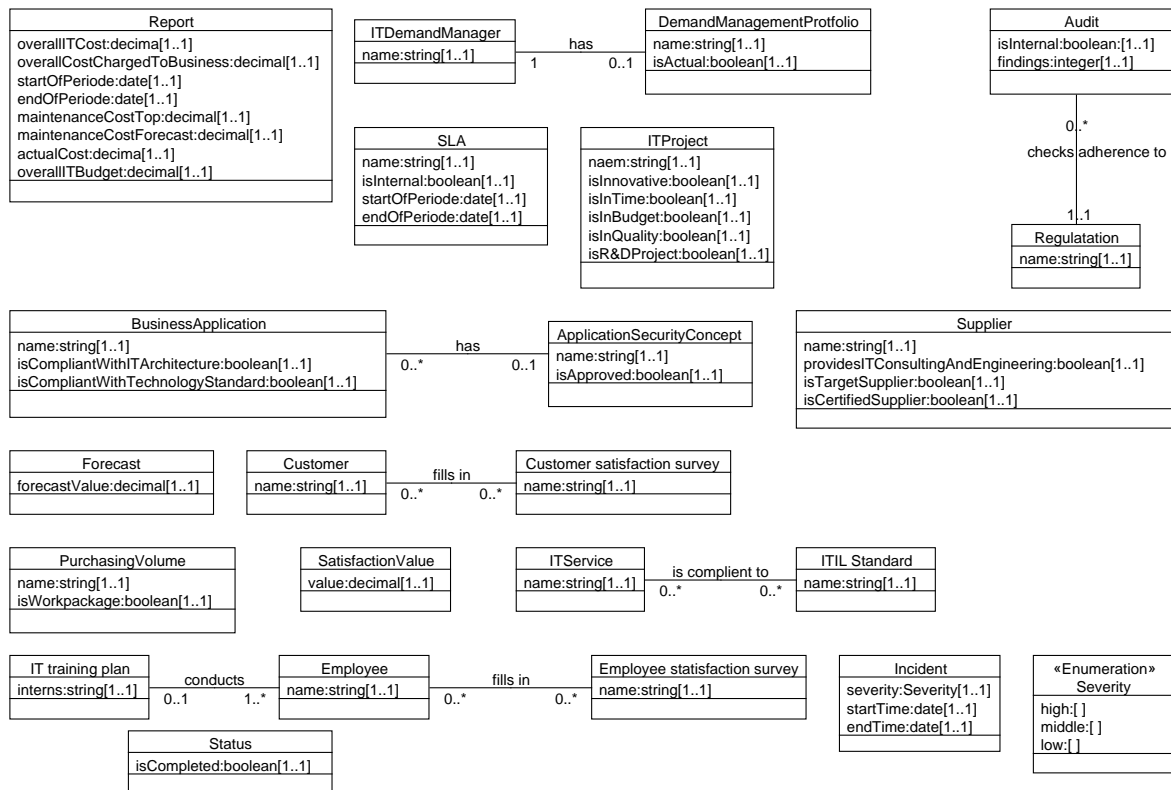 Report
overallITCost:decima[1..1]
overallCostChargedToBusiness:decimal[1..1]
startOfPeriode:date[1..1]
endOfPeriode:date[1..1]
maintenanceCostTop:decimal[1..1]
maintenanceCostForecast:decimal[1..1]
actualCost:decima[1..1]
overallITBudget:decimal[1..1]
ITDemandManager
name:string[1..1]
has
1
0..1
DemandManagementProtfolio
name:string[1..1]
isActual:boolean[1..1]
Audit
isInternal:boolean:[1..1]
findings:integer[1..1]
0..*
checks adherence to
1..1
Regulatation
name:string[1..1]
SLA
name:string[1..1]
isInternal:boolean[1..1]
startOfPeriode:date[1..1]
endOfPeriode:date[1..1]
ITProject
naem:string[1..1]
isInnovative:boolean[1..1]
isInTime:boolean[1..1]
isInBudget:boolean[1..1]
isInQuality:boolean[1..1]
isR&DProject:boolean[1..1]
BusinessApplication
name:string[1..1]
isCompliantWithITArchitecture:boolean[1..1]
isCompliantWithTechnologyStandard:boolean[1..1]
has
0..*
0..1
ApplicationSecurityConcept
name:string[1..1]
isApproved:boolean[1..1]
Supplier
name:string[1..1]
providesITConsultingAndEngineering:boolean[1..1]
isTargetSupplier:boolean[1..1]
isCertifiedSupplier:boolean[1..1]
Forecast
forecastValue:decimal[1..1]
Customer
name:string[1..1]
fills in
0..*
0..*
Customer satisfaction survey
name:string[1..1]
PurchasingVolume
name:string[1..1]
isWorkpackage:boolean[1..1]
SatisfactionValue
value:decimal[1..1]
ITService
name:string[1..1]
is complient to
0..*
0..*
ITIL Standard
name:string[1..1]
IT training plan
interns:string[1..1]
conducts
0..1
1..*
Employee
name:string[1..1]
fills in
0..*
0..*
Employee statisfaction survey
name:string[1..1]
Incident
severity:Severity[1..1]
startTime:date[1..1]
endTime:date[1..1]
«Enumeration»
Severity
high:[ ]
middle:[ ]
low:[ ]
Status
isCompleted:boolean[1..1]